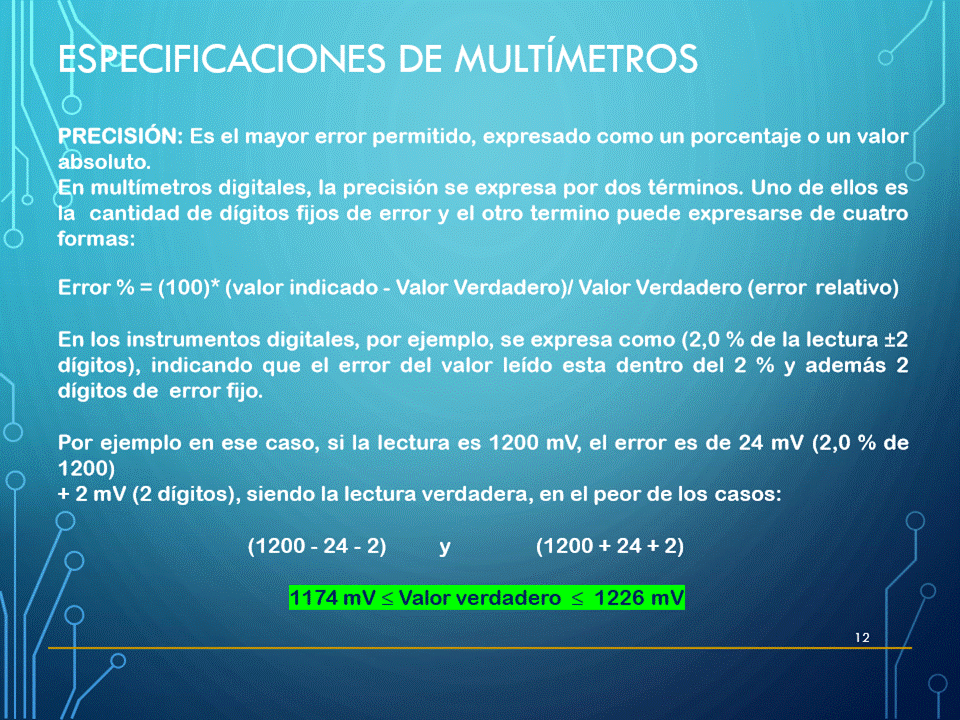 ESPECIFICACIONES DE MULTÍMETROS
PRECISIÓN: Es el mayor error permitido, expresado como un porcentaje o un valor
absoluto.
En multímetros digitales, la precisión se expresa por dos términos. Uno de ellos es
la cantidad de dígitos fijos de error y el otro termino puede expresarse de cuatro
formas:
Error % = (100)* (valor indicado - Valor Verdadero)/ Valor Verdadero (error relativo)
En los instrumentos digitales, por ejemplo, se expresa como (2,0 % de la lectura ±2
dígitos), indicando que el error del valor leído esta dentro del 2 % y además 2
dígitos de error fijo.
Por ejemplo en ese caso, si la lectura es 1200 mV, el error es de 24 mV (2,0 % de
1200)
+ 2 mV (2 dígitos), siendo la lectura verdadera, en el peor de los casos:
(1200 - 24 - 2) y (1200 + 24 + 2)
1174 mV ≤ Valor verdadero ≤ 1226 mV
12